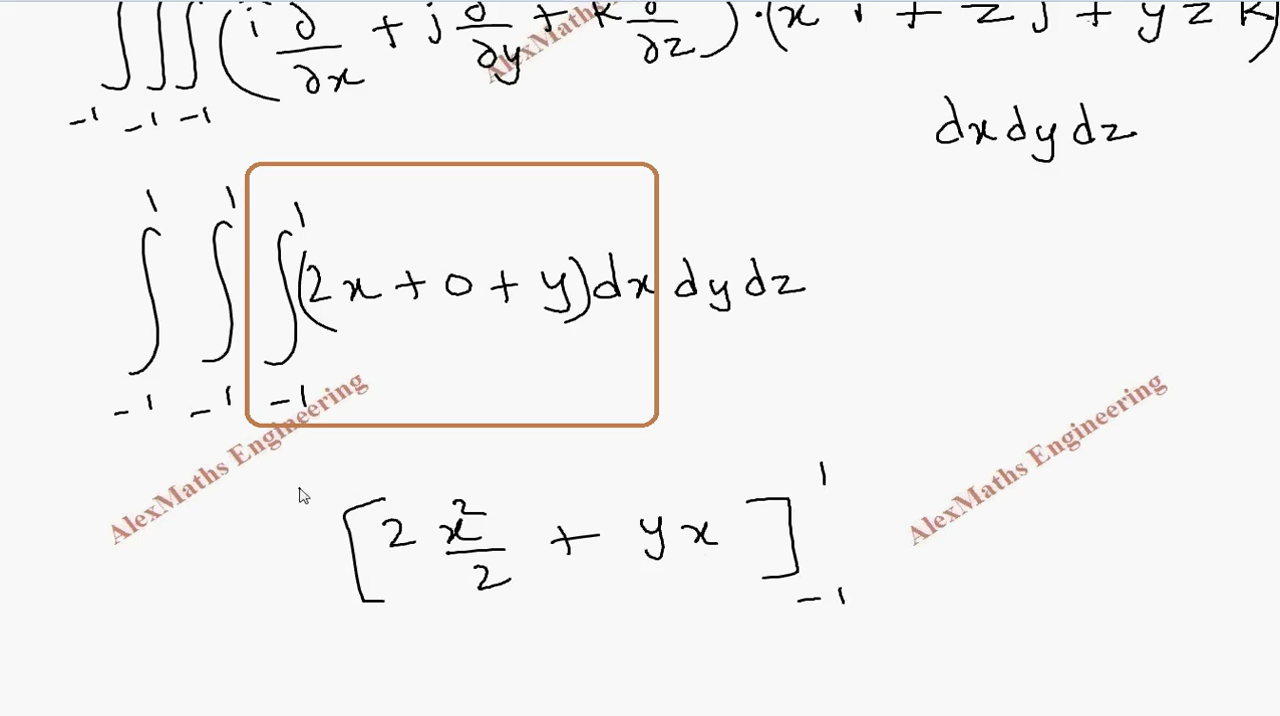 ∫∫∫ (i ∂/∂x + j ∂/∂y + k ∂/∂z) · (x i + z j + y z k)
-1 -1 -1
dx dy dz
1 1 1
∫ ∫ ∫ (2x + 0 + y) dx dy dz
-1 -1 -1
[2 x²/2 + yx]
1
-1
AlexMaths Engineering
AlexMaths Engineering
AlexMaths